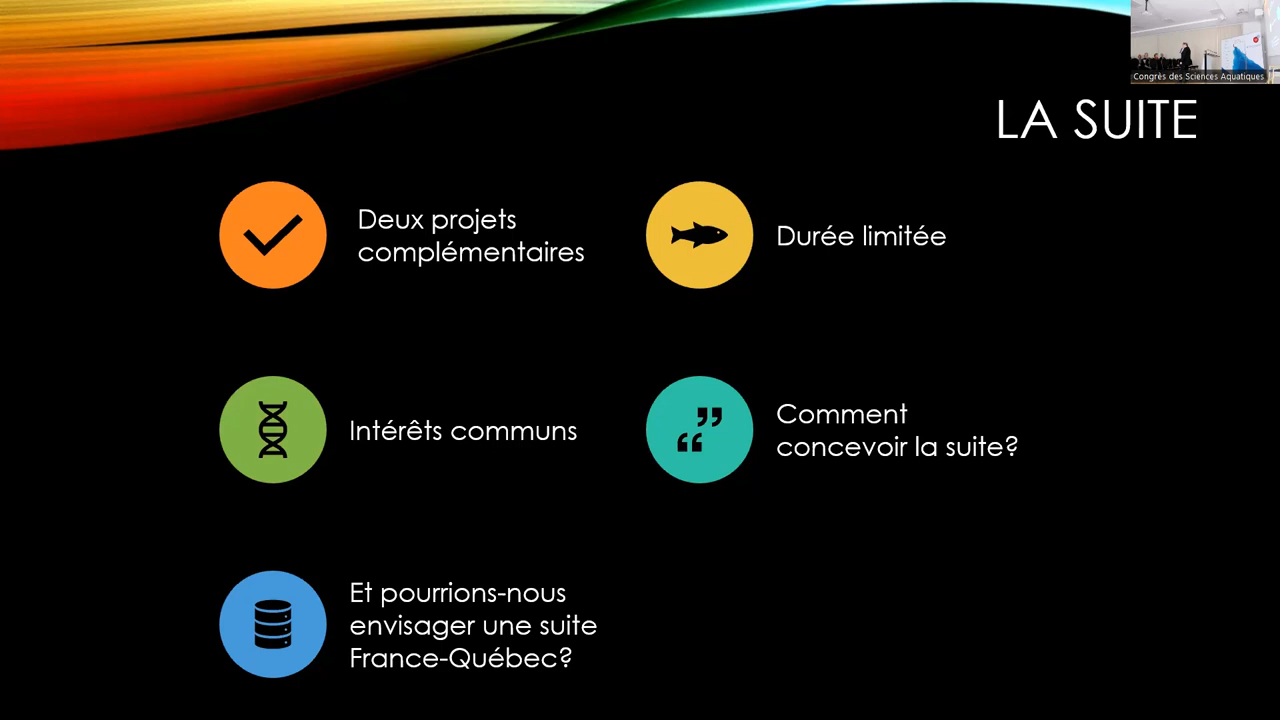 Congrès des Sciences Aquatiques
LA SUITE
Deux projets
complémentaires
Durée limitée
Intérêts communs
Comment
concevoir la suite?
Et pourrions-nous
envisager une suite
France-Québec?